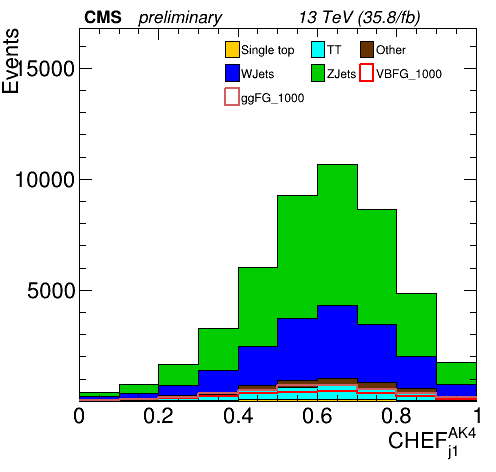 CMS preliminary 13 TeV (35.8/fb)
Events
Single top TT Other
WJets ZJets VBFG_1000
ggFG_1000
15000
10000
5000
0 0.2 0.4 0.6 0.8 1
CHEF^{AK4}_{j1}